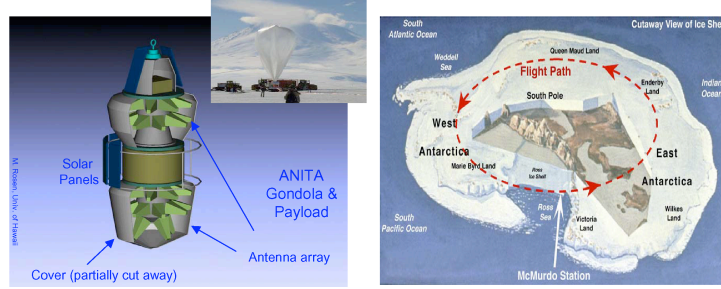 Solar
Panels
ANITA
Gondola &
Payload
Antenna array
Cover (partially cut away)
M. Rosen, Univ. of Hawaii
South
Atlantic Ocean
Cutaway View of Ice She
Weddell
Sea
Queen Maud Land
Flight Path
Enderby
Land
Indian
Ocean
South Pole
West
Antarctica
Marie Byrd Land
Ross
Ice Shelf
East
Antarctica
Ross
Sea
South
Pacific Ocean
Victoria
Land
Wilkes
Land
McMurdo Station